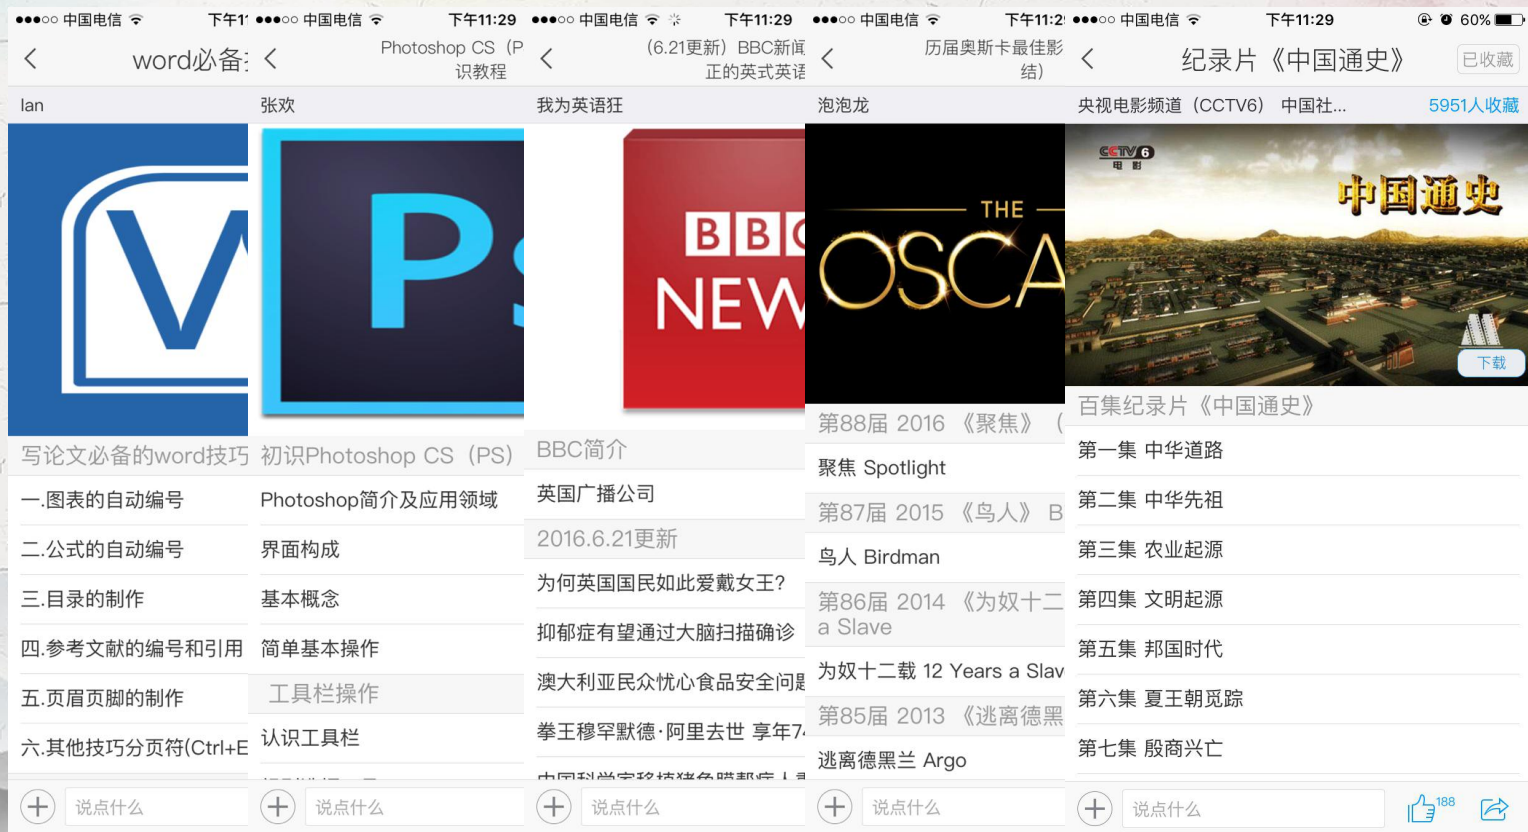 中国电信 下午11
word必备
lan
写论文必备的word技巧
一.图表的自动编号
二.公式的自动编号
三.目录的制作
四.参考文献的编号和引用
五.页眉页脚的制作
六.其他技巧分页符(Ctrl+E
说点什么
中国电信 下午11:29
Photoshop CS（P
识教程
张欢
Ps
初识Photoshop CS（PS）
Photoshop简介及应用领域
界面构成
基本概念
简单基本操作
工具栏操作
认识工具栏
说点什么
中国电信 下午11:29
（6.21更新）BBC新闻
正的英式英语
我为英语狂
BBC
NEW
BBC简介
英国广播公司
2016.6.21更新
为何英国国民如此爱戴女王?
抑郁症有望通过大脑扫描确诊
澳大利亚民众忧心食品安全问题
拳王穆罕默德·阿里去世 享年74
说点什么
中国电信 下午11:29
历届奥斯卡最佳影
结）
泡泡龙
THE
OSCA
第88届 2016 《聚焦》（
聚焦 Spotlight
第87届 2015 《鸟人》 B
鸟人 Birdman
第86届 2014 《为奴十二
a Slave
为奴十二载 12 Years a Slav
第85届 2013 《逃离德黑
逃离德黑兰 Argo
说点什么
中国电信 下午11:29 60%
纪录片《中国通史》 已收藏
央视电影频道（CCTV6） 中国社... 5951人收藏
CCTV6
电影
中国通史
下载
百集纪录片《中国通史》
第一集 中华道路
第二集 中华先祖
第三集 农业起源
第四集 文明起源
第五集 邦国时代
第六集 夏王朝觅踪
第七集 殷商兴亡
说点什么 188